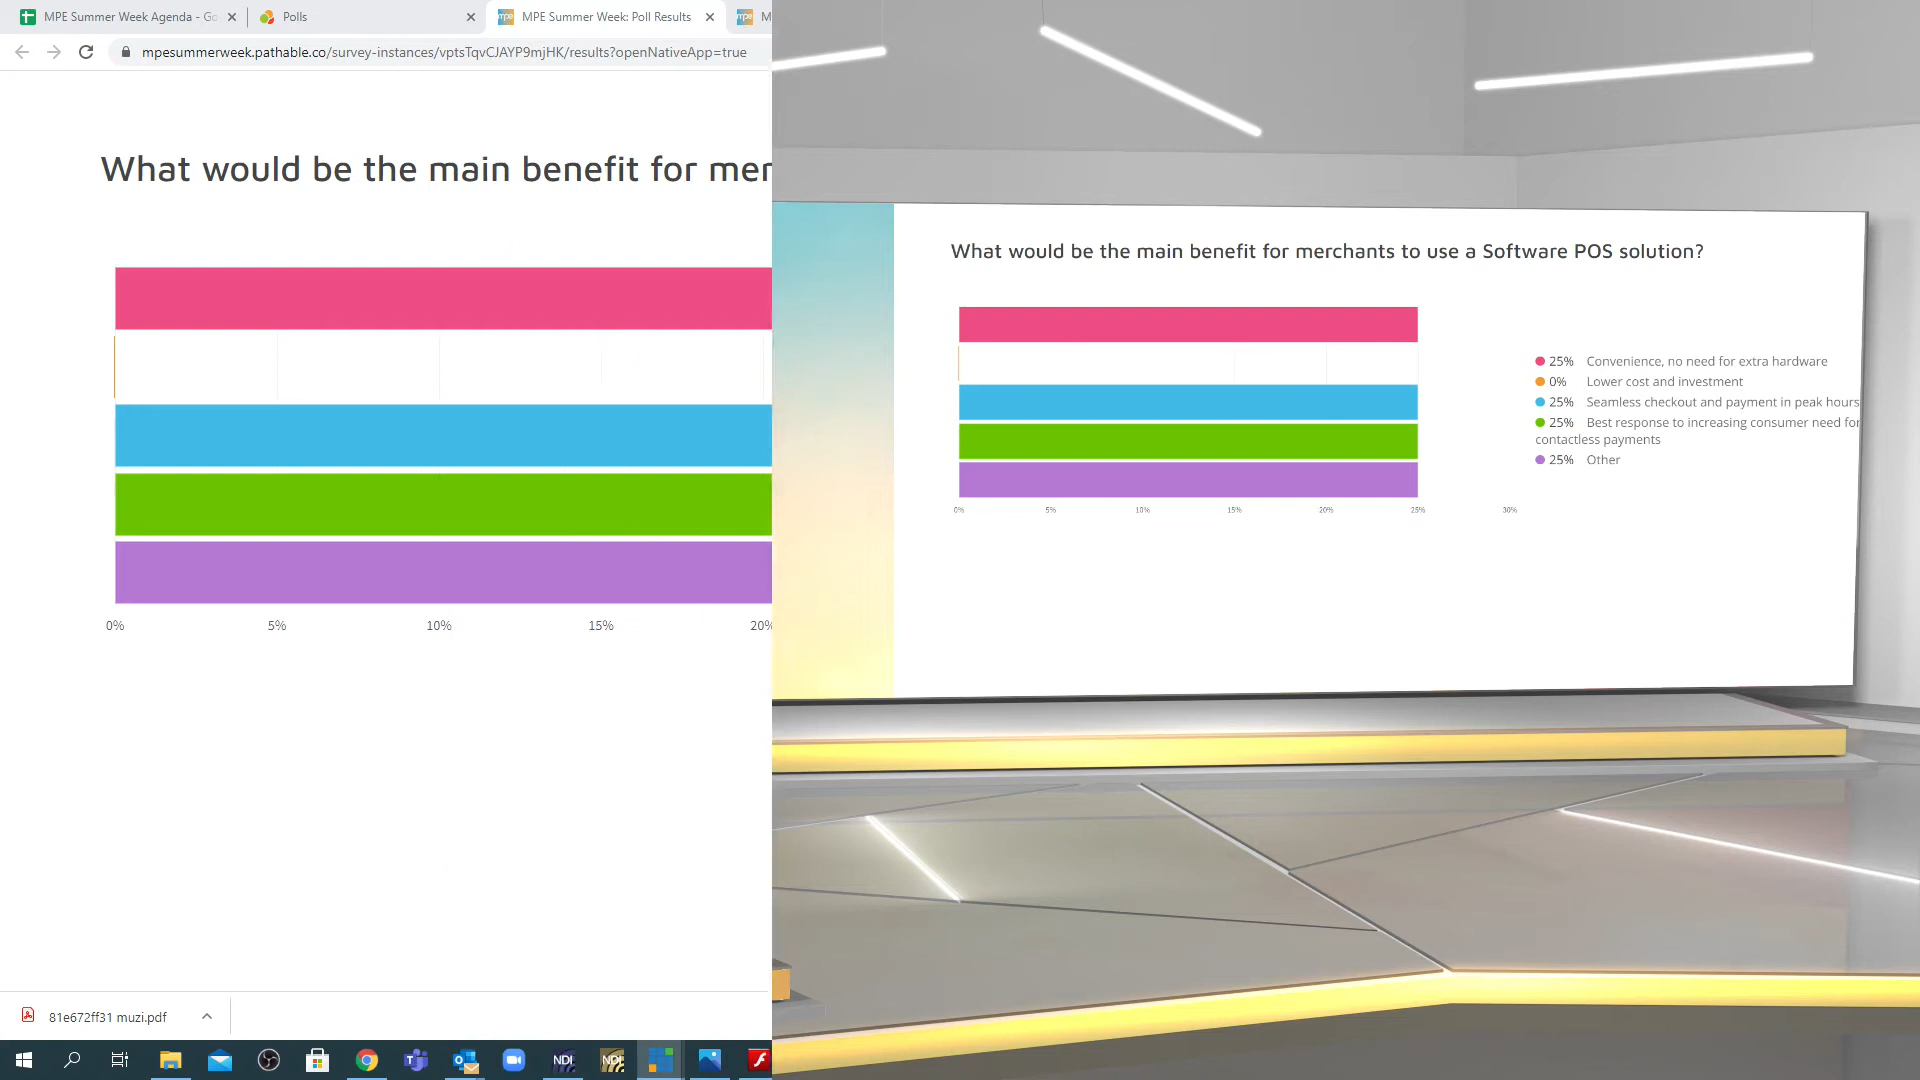 MPE Summer Week Agenda - Go
Polls
mpe
MPE Summer Week: Poll Results
mpe
M
mpesummerweek.pathable.co/survey-instances/vptsTqvCJAYP9mjHK/results?openNativeApp=true
What would be the main benefit for mer
0%
5%
10%
15%
20%
81e672ff31 muzi.pdf
NDI
NDI
What would be the main benefit for merchants to use a Software POS solution?
25% Convenience, no need for extra hardware
0% Lower cost and investment
25% Seamless checkout and payment in peak hours
25% Best response to increasing consumer need for
contactless payments
25% Other
0%
5%
10%
15%
20%
25%
30%